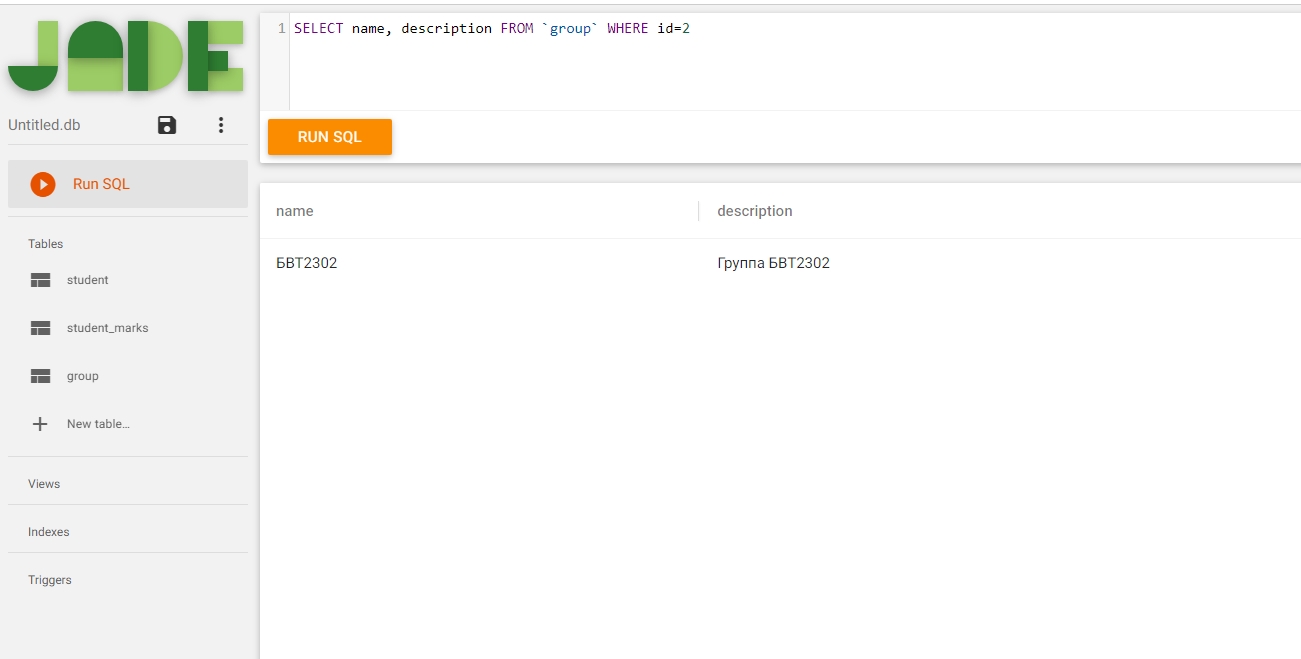 JADE
Untitled.db
Run SQL
Tables
student
student_marks
group
New table...
Views
Indexes
Triggers
1 SELECT name, description FROM `group` WHERE id=2
RUN SQL
name description
БВТ2302 Группа БВТ2302